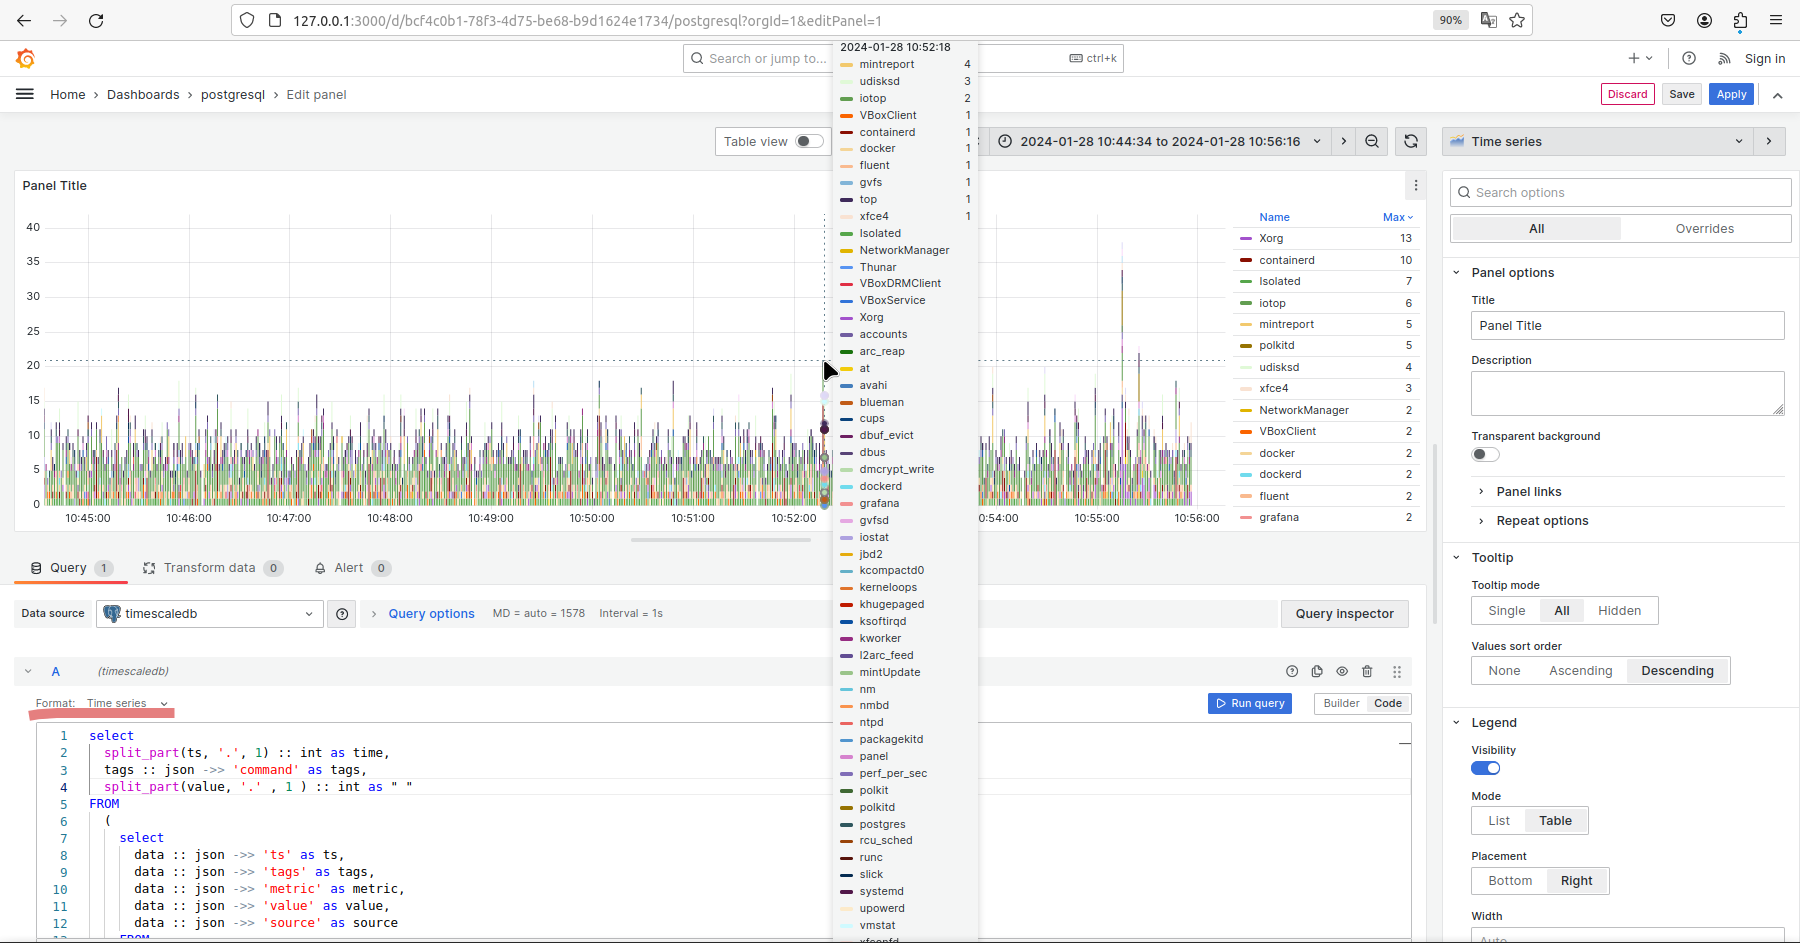 127.0.0.1:3000/d/bcf4c0b1-78f3-4d75-be68-b9d1624e1734/postgresql?orgId=1&editPanel=1
90%
Search or jump to...
ctrl+k
Sign in
Home › Dashboards › postgresql › Edit panel
Discard
Save
Apply
Table view
2024-01-28 10:44:34 to 2024-01-28 10:56:16
Time series
Panel Title
40
35
30
25
20
15
10
5
0
10:45:00
10:46:00
10:47:00
10:48:00
10:49:00
10:50:00
10:51:00
10:52:00
0:54:00
10:55:00
10:56:00
2024-01-28 10:52:18
mintreport 4
udisksd 3
iotop 2
VBoxClient 1
containerd 1
docker 1
fluent 1
gvfs 1
top 1
xfce4 1
Isolated
NetworkManager
Thunar
VBoxDRMClient
VBoxService
Xorg
accounts
arc_reap
at
avahi
blueman
cups
dbuf_evict
dbus
dmcrypt_write
dockerd
grafana
gvfsd
iostat
jbd2
kcompactd0
kerneloops
khugepaged
ksoftirqd
kworker
l2arc_feed
mintUpdate
nm
nmbd
ntpd
packagekitd
panel
perf_per_sec
polkit
polkitd
postgres
rcu_sched
runc
slick
systemd
upowerd
vmstat
xfconfd
Name Max
Xorg 13
containerd 10
Isolated 7
iotop 6
mintreport 5
polkitd 5
udisksd 4
xfce4 3
NetworkManager 2
VBoxClient 2
docker 2
dockerd 2
fluent 2
grafana 2
Query 1
Transform data 0
Alert 0
Data source
timescaledb
Query options
MD = auto = 1578
Interval = 1s
Query inspector
A
(timescaledb)
Format: Time series
Run query
Builder
Code
1 select
2 split_part(ts, '.', 1) :: int as time,
3 tags :: json ->> 'command' as tags,
4 split_part(value, '.' , 1 ) :: int as " "
5 FROM
6 (
7 select
8 data :: json ->> 'ts' as ts,
9 data :: json ->> 'tags' as tags,
10 data :: json ->> 'metric' as metric,
11 data :: json ->> 'value' as value,
12 data :: json ->> 'source' as source
13 FROM
Search options
All
Overrides
Panel options
Title
Panel Title
Description
Transparent background
Panel links
Repeat options
Tooltip
Tooltip mode
Single
All
Hidden
Values sort order
None
Ascending
Descending
Legend
Visibility
Mode
List
Table
Placement
Bottom
Right
Width
Auto